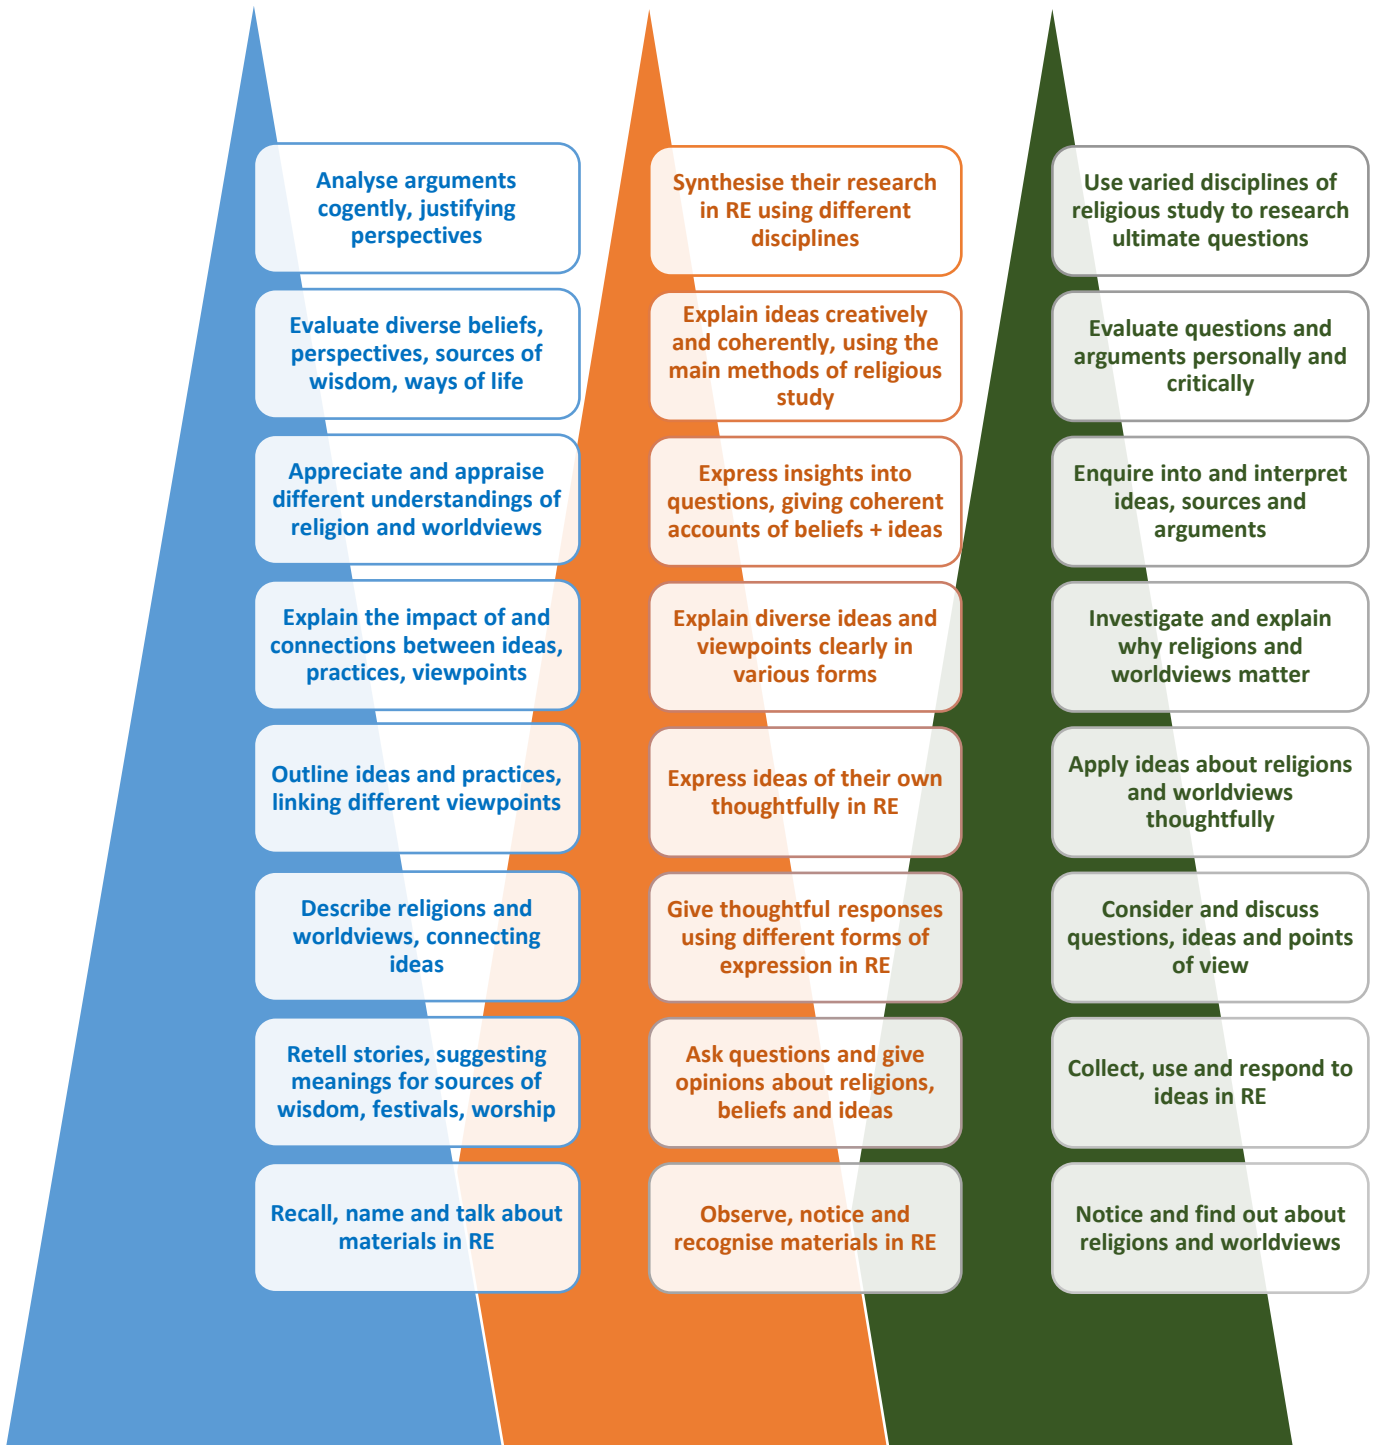 Analyse arguments
cogently, justifying
perspectives
Evaluate diverse beliefs,
perspectives, sources of
wisdom, ways of life
Appreciate and appraise
different understandings of
religion and worldviews
Explain the impact of and
connections between ideas,
practices, viewpoints
Outline ideas and practices,
linking different viewpoints
Describe religions and
worldviews, connecting
ideas
Retell stories, suggesting
meanings for sources of
wisdom, festivals, worship
Recall, name and talk about
materials in RE
Synthesise their research
in RE using different
disciplines
Explain ideas creatively
and coherently, using the
main methods of religious
study
Express insights into
questions, giving coherent
accounts of beliefs + ideas
Explain diverse ideas and
viewpoints clearly in
various forms
Express ideas of their own
thoughtfully in RE
Give thoughtful responses
using different forms of
expression in RE
Ask questions and give
opinions about religions,
beliefs and ideas
Observe, notice and
recognise materials in RE
Use varied disciplines of
religious study to research
ultimate questions
Evaluate questions and
arguments personally and
critically
Enquire into and interpret
ideas, sources and
arguments
Investigate and explain
why religions and
worldviews matter
Apply ideas about religions
and worldviews
thoughtfully
Consider and discuss
questions, ideas and points
of view
Collect, use and respond to
ideas in RE
Notice and find out about
religions and worldviews